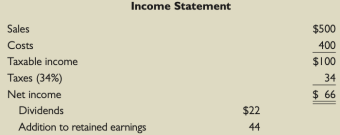 Income Statement
Sales $500
Costs 400
Taxable income $100
Taxes (34%) 34
Net income $ 66
Dividends $22
Addition to retained earnings 44